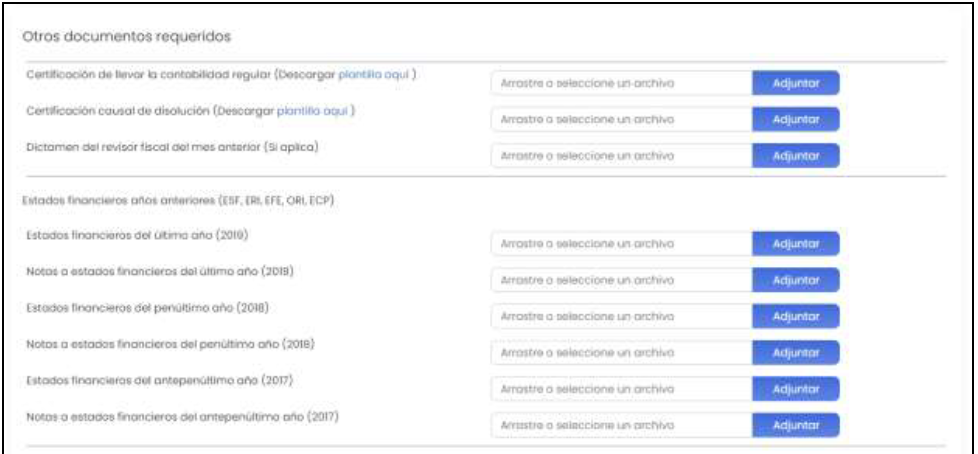 Otros documentos requeridos
Certificación de llevar la contabilidad regular (Descargar plantilla aquí )
Arrastre o seleccione un archivo
Adjuntar
Certificación causal de disolución (Descargar plantilla aquí )
Arrastre o seleccione un archivo
Adjuntar
Dictamen del revisor fiscal del mes anterior (Si aplica)
Arrastre o seleccione un archivo
Adjuntar
Estados financieros años anteriores (ESF, ERI, EFE, ORI, ECP)
Estados financieros del último año (2019)
Arrastre o seleccione un archivo
Adjuntar
Notas a estados financieros del último año (2019)
Arrastre o seleccione un archivo
Adjuntar
Estados financieros del penúltimo año (2018)
Arrastre o seleccione un archivo
Adjuntar
Notas a estados financieros del penúltimo año (2018)
Arrastre o seleccione un archivo
Adjuntar
Estados financieros del antepenúltimo año (2017)
Arrastre o seleccione un archivo
Adjuntar
Notas a estados financieros del antepenúltimo año (2017)
Arrastre o seleccione un archivo
Adjuntar